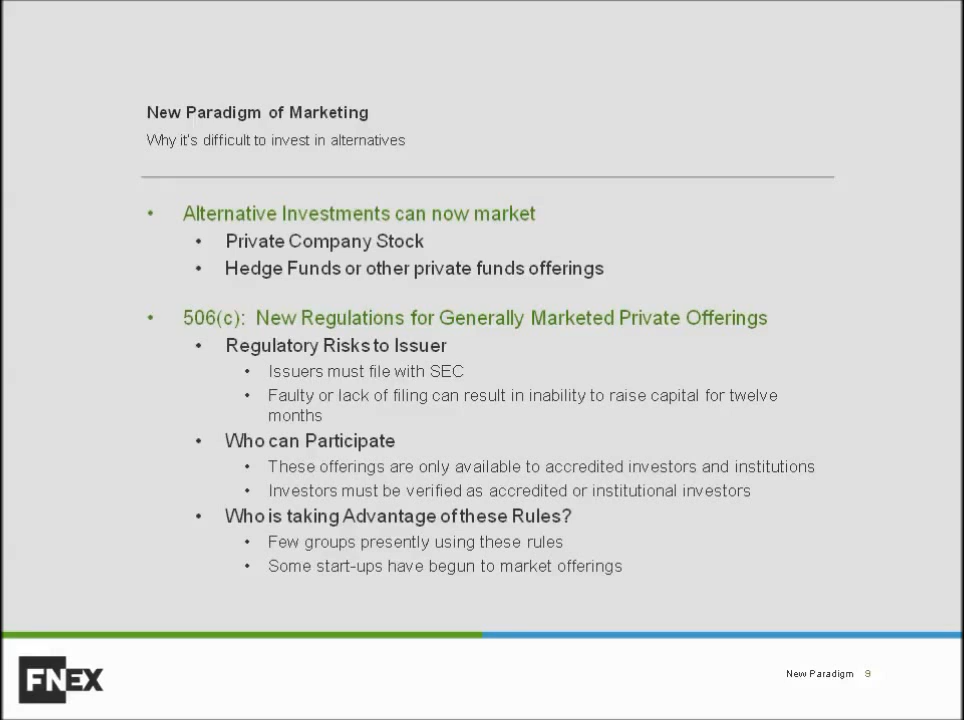 New Paradigm of Marketing
Why it's difficult to invest in alternatives
• Alternative Investments can now market
• Private Company Stock
• Hedge Funds or other private funds offerings
• 506(c): New Regulations for Generally Marketed Private Offerings
• Regulatory Risks to Issuer
• Issuers must file with SEC
• Faulty or lack of filing can result in inability to raise capital for twelve
months
• Who can Participate
• These offerings are only available to accredited investors and institutions
• Investors must be verified as accredited or institutional investors
• Who is taking Advantage of these Rules?
• Few groups presently using these rules
• Some start-ups have begun to market offerings
FNEX
New Paradigm 9